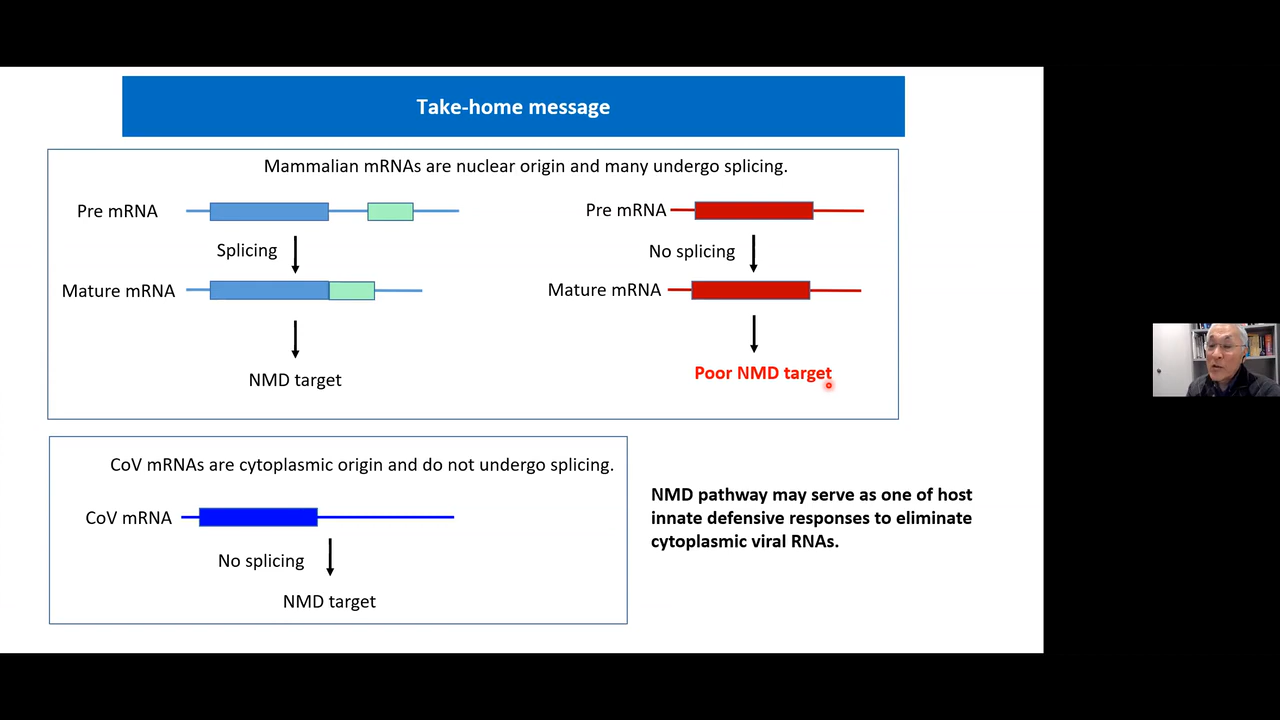 Take-home message
Mammalian mRNAs are nuclear origin and many undergo splicing.
Pre mRNA
Splicing
Mature mRNA
NMD target
Pre mRNA
No splicing
Mature mRNA
Poor NMD target
CoV mRNAs are cytoplasmic origin and do not undergo splicing.
CoV mRNA
No splicing
NMD target
NMD pathway may serve as one of host
innate defensive responses to eliminate
cytoplasmic viral RNAs.